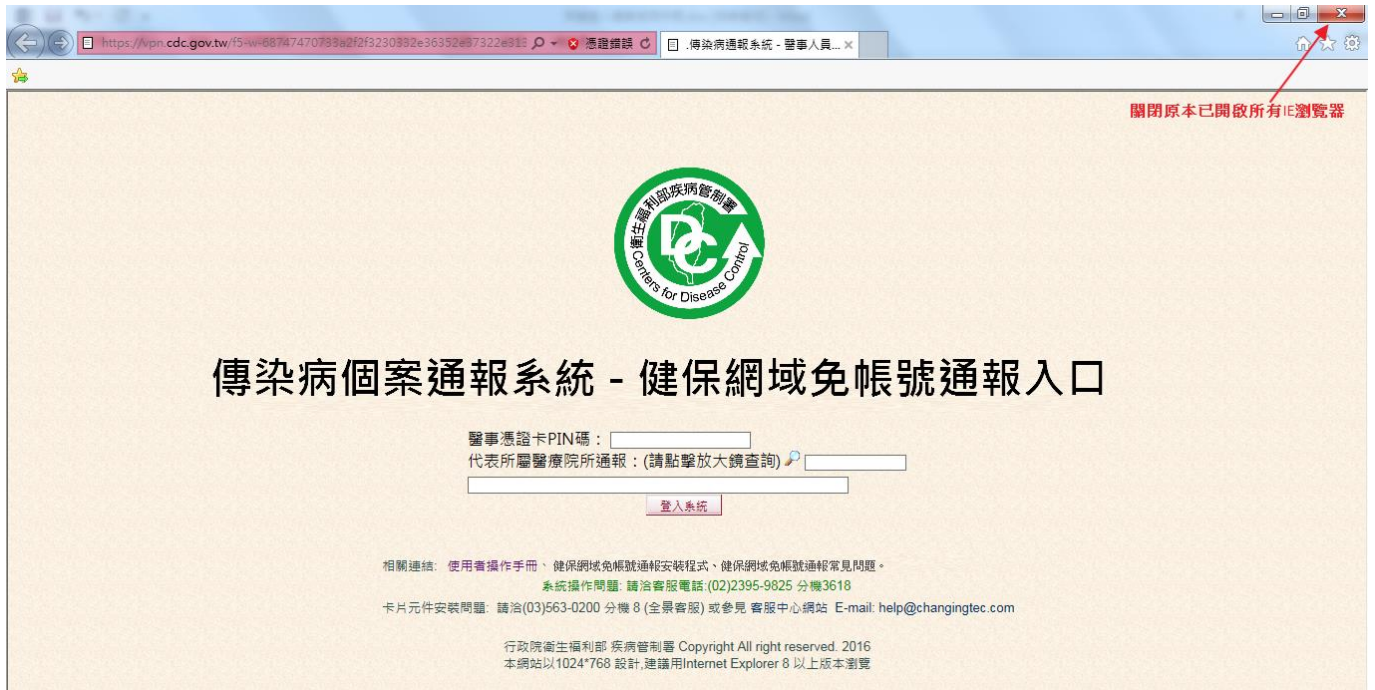 https://vpn.cdc.gov.tw/f5-w-68747470733a2f2f3230332e36352e37322e313 憑證錯誤 .傳染病通報系統 - 醫事人員...
關閉原本已開啟所有IE瀏覽器
衛生福利部疾病管制署
DC
Centers for Disease Control
傳染病個案通報系統 - 健保網域免帳號通報入口
醫事憑證卡PIN碼：
代表所屬醫療院所通報：(請點擊放大鏡查詢)
登入系統
相關連結: 使用者操作手冊、健保網域免帳號通報安裝程式、健保網域免帳號通報常見問題。
系統操作問題: 請洽客服電話:(02)2395-9825 分機3618
卡片元件安裝問題: 請洽(03)563-0200 分機 8 (全景客服) 或參見 客服中心網站 E-mail: help@changingtec.com
行政院衛生福利部 疾病管制署 Copyright All right reserved. 2016
本網站以1024*768 設計,建議用Internet Explorer 8 以上版本瀏覽